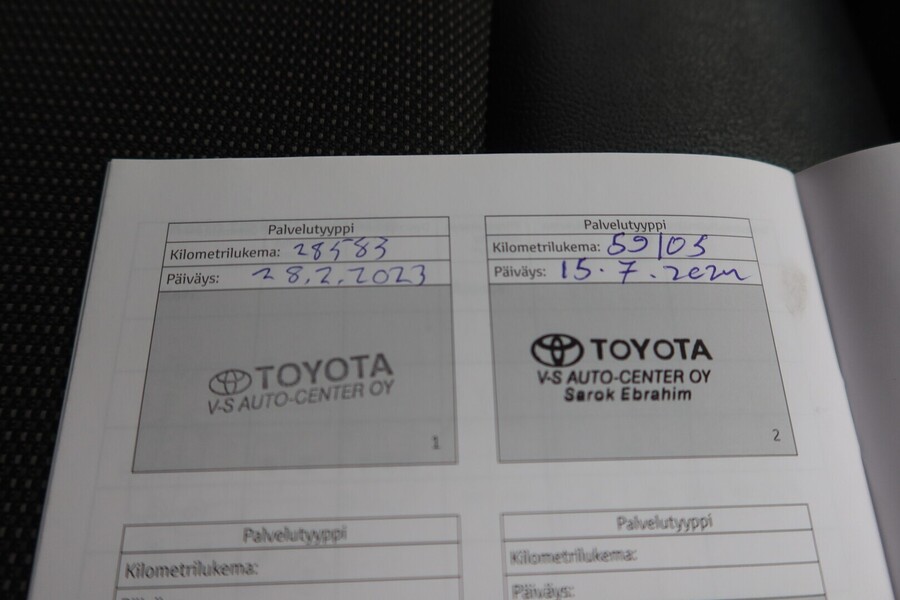 Palvelutyyppi
Kilometrilukema: 28583
Päiväys: 28.2.2023
TOYOTA
V-S AUTO-CENTER OY
1
Palvelutyyppi
Kilometrilukema: 59105
Päiväys: 15.7.2024
TOYOTA
V-S AUTO-CENTER OY
Sarok Ebrahim
2
Palvelutyyppi
Kilometrilukema:
Palvelutyyppi
Kilometrilukema:
Päiväys: